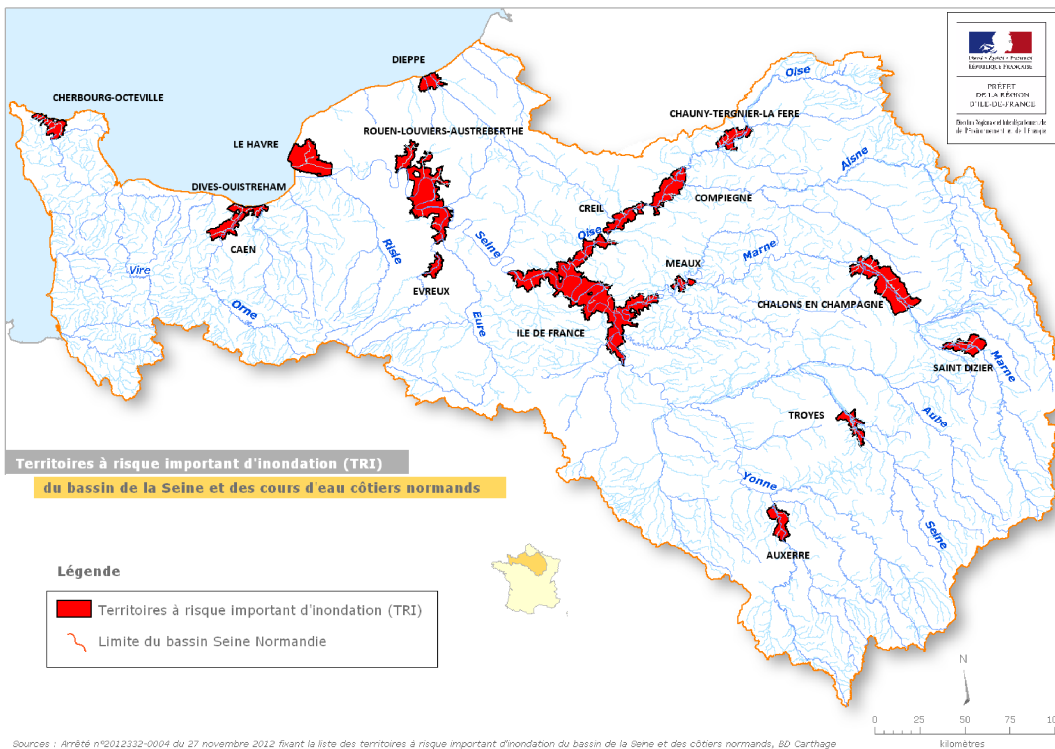 DIEPPE
Oise
CHERBOURG-OCTEVILLE
CHAUNY-TERGNIER-LA FERE
ROUEN-LOUVIERS-AUSTREBERTHE
LE HAVRE
Aisne
DIVES-OUISTREHAM
COMPIEGNE
CREIL
Oise
Seine
CAEN
Risle
Marne
MEAUX
Vire
EVREUX
CHALONS EN CHAMPAGNE
Orne
Eure
ILE DE FRANCE
Marne
SAINT DIZIER
TROYES
Aube
Yonne
Seine
AUXERRE
RÉPUBLIQUE FRANÇAISE
PRÉFET
DE LA RÉGION
D'ILE-DE-FRANCE
Territoires à risque important d'inondation (TRI)
du bassin de la Seine et des cours d'eau côtiers normands
Légende
Territoires à risque important d'inondation (TRI)
Limite du bassin Seine Normandie
N
0 25 50 75
kilomètres
Sources : Arrêté n°2012332-0004 du 27 novembre 2012 fixant la liste des territoires à risque important d'inondation du bassin de la Seine et des côtiers normands, BD Carthage